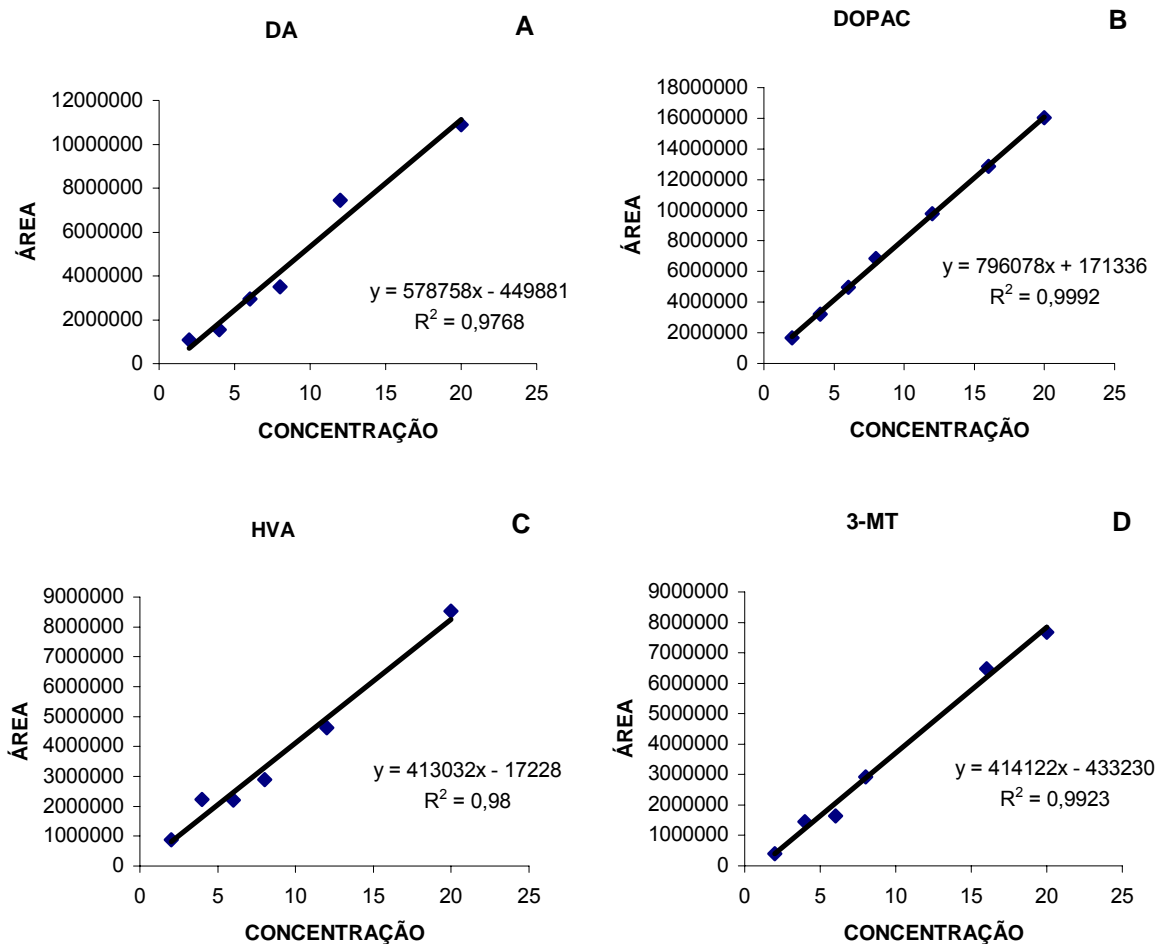 DA
A
12000000
10000000
8000000
6000000
4000000
2000000
0
ÁREA
y = 578758x - 449881
R² = 0,9768
0 5 10 15 20 25
CONCENTRAÇÃO
DOPAC
B
18000000
16000000
14000000
12000000
10000000
8000000
6000000
4000000
2000000
0
ÁREA
y = 796078x + 171336
R² = 0,9992
0 5 10 15 20 25
CONCENTRAÇÃO
HVA
C
9000000
8000000
7000000
6000000
5000000
4000000
3000000
2000000
1000000
0
ÁREA
y = 413032x - 17228
R² = 0,98
0 5 10 15 20 25
CONCENTRAÇÃO
3-MT
D
9000000
8000000
7000000
6000000
5000000
4000000
3000000
2000000
1000000
0
ÁREA
y = 414122x - 433230
R² = 0,9923
0 5 10 15 20 25
CONCENTRAÇÃO